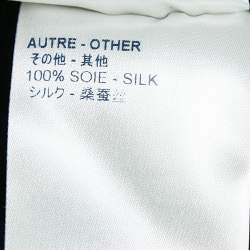 AUTRE - OTHER
その他 - 其他
100% SOIE - SILK
シルク - 桑蚕丝